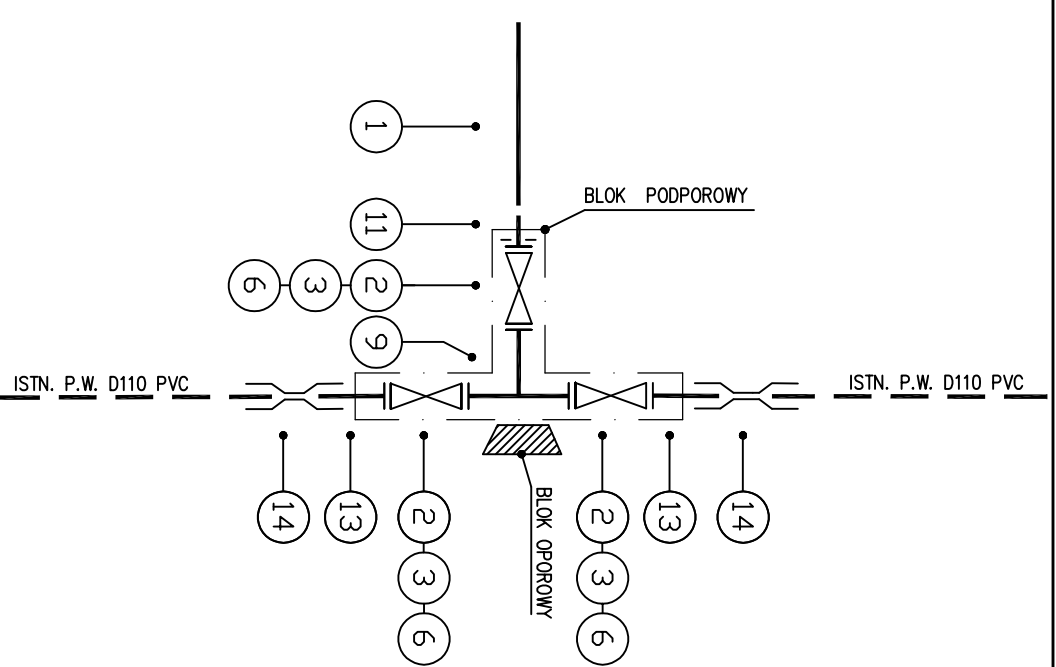 BLOK PODPOROWY
1
11
6 3 2
9
ISTN. P.W. D110 PVC
ISTN. P.W. D110 PVC
14
13
2
3
6
BLOK OPOROWY
2
3
6
13
14